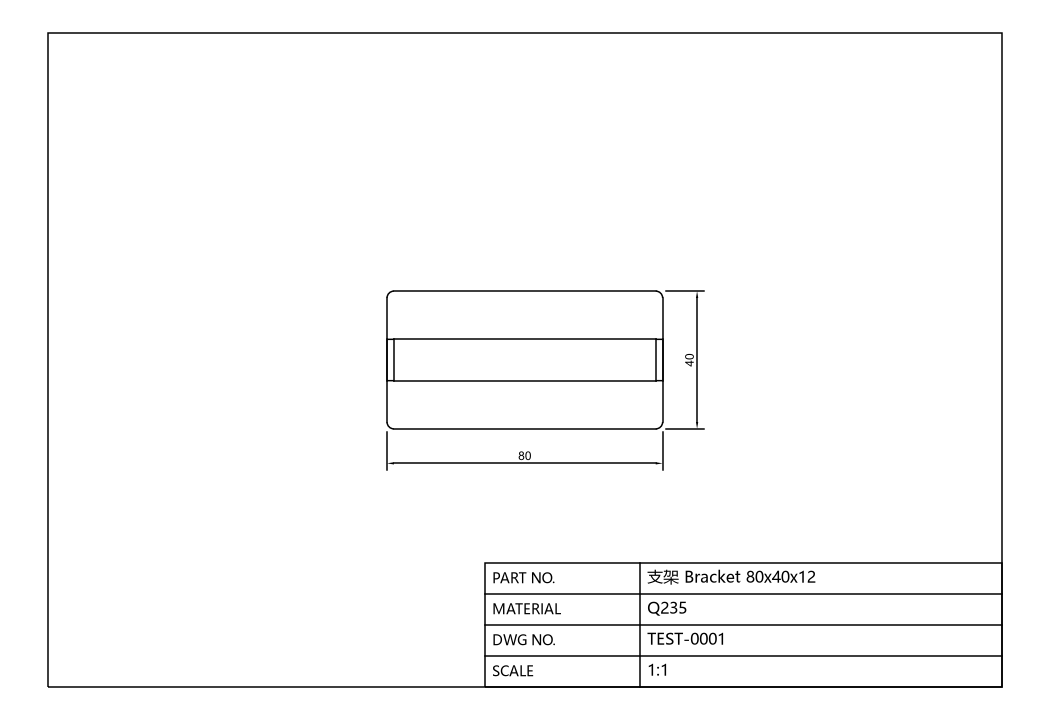 40
80
PART NO. 支架 Bracket 80x40x12
MATERIAL Q235
DWG NO. TEST-0001
SCALE 1:1